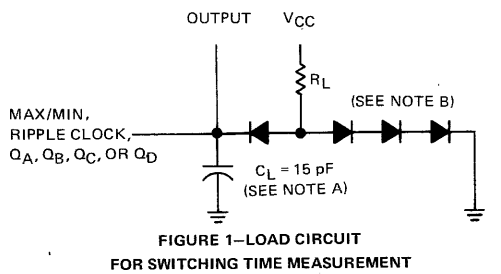 OUTPUT
VCC
RL
(SEE NOTE B)
MAX/MIN,
RIPPLE CLOCK,
QA, QB, QC, OR QD
CL = 15 pF
(SEE NOTE A)
FIGURE 1–LOAD CIRCUIT
FOR SWITCHING TIME MEASUREMENT